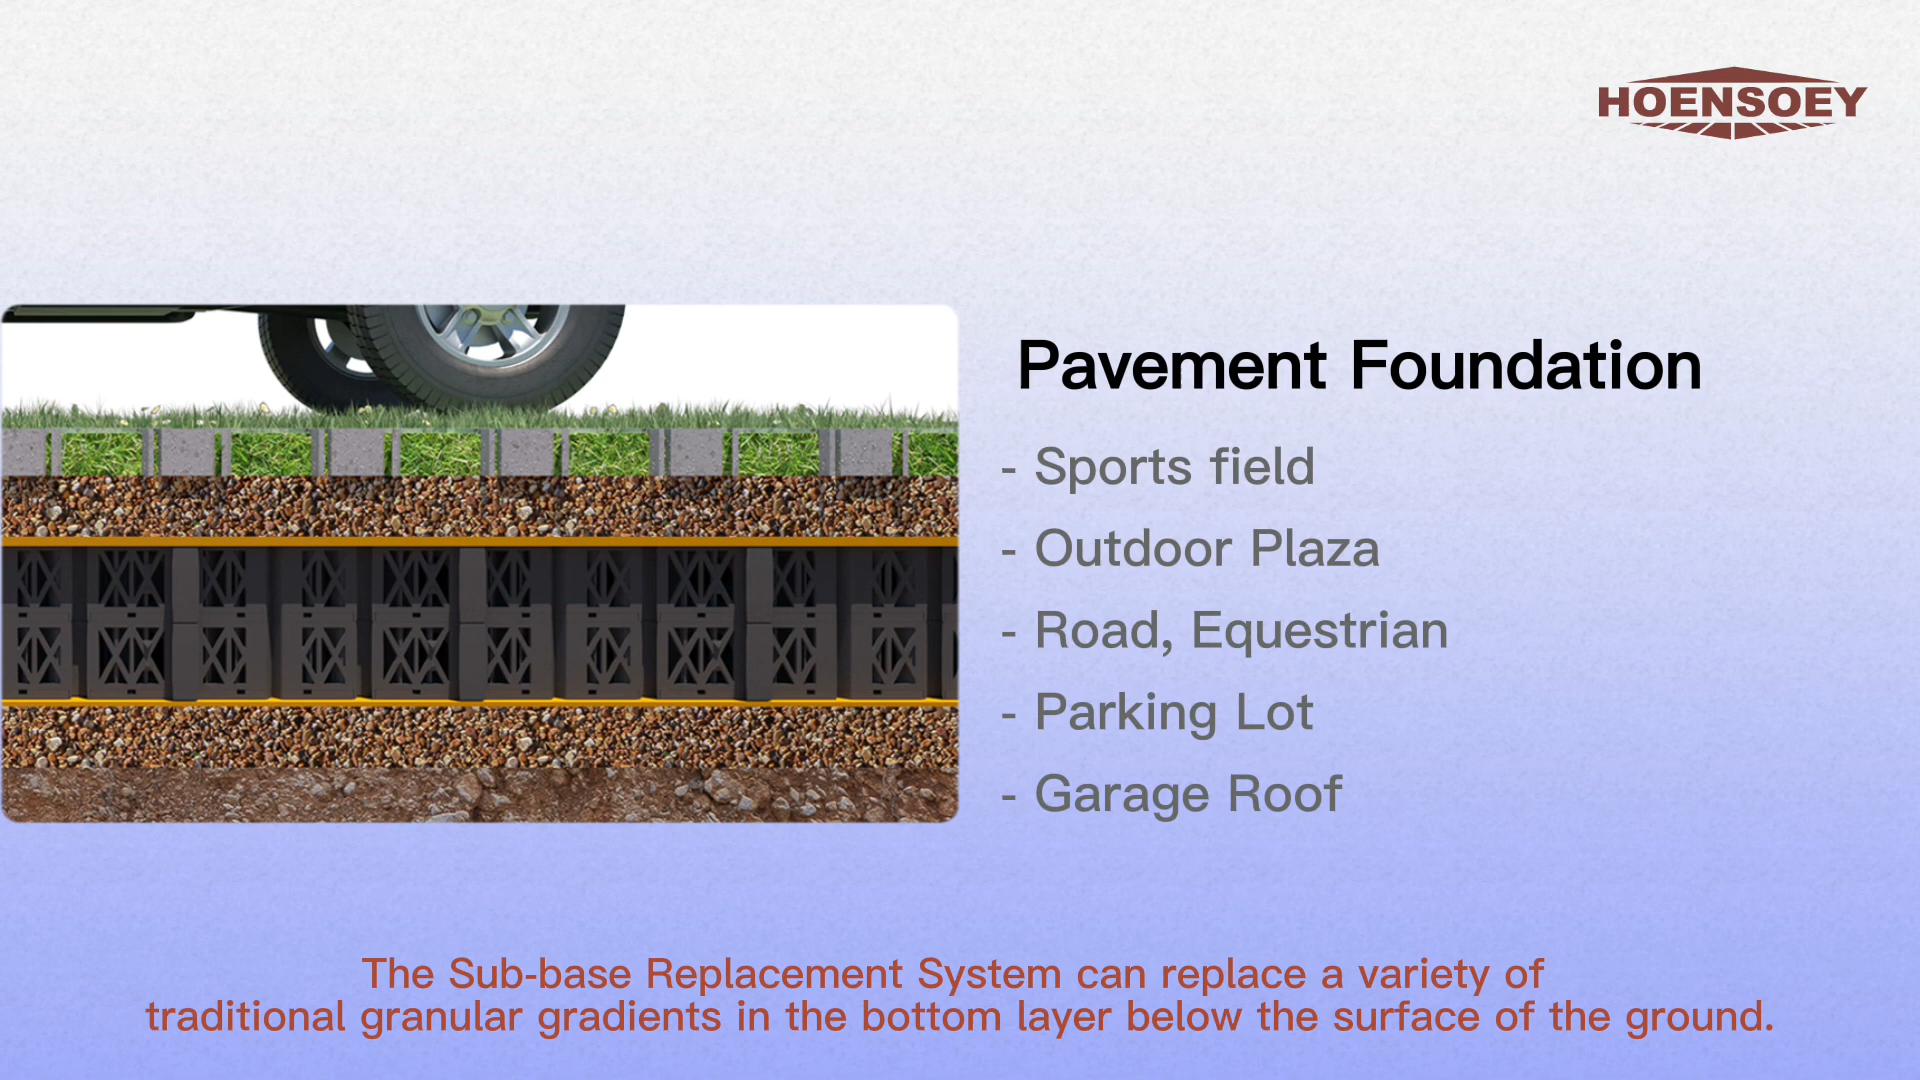 HOENSOEY
Pavement Foundation
- Sports field
- Outdoor Plaza
- Road, Equestrian
- Parking Lot
- Garage Roof
The Sub-base Replacement System can replace a variety of
traditional granular gradients in the bottom layer below the surface of the ground.